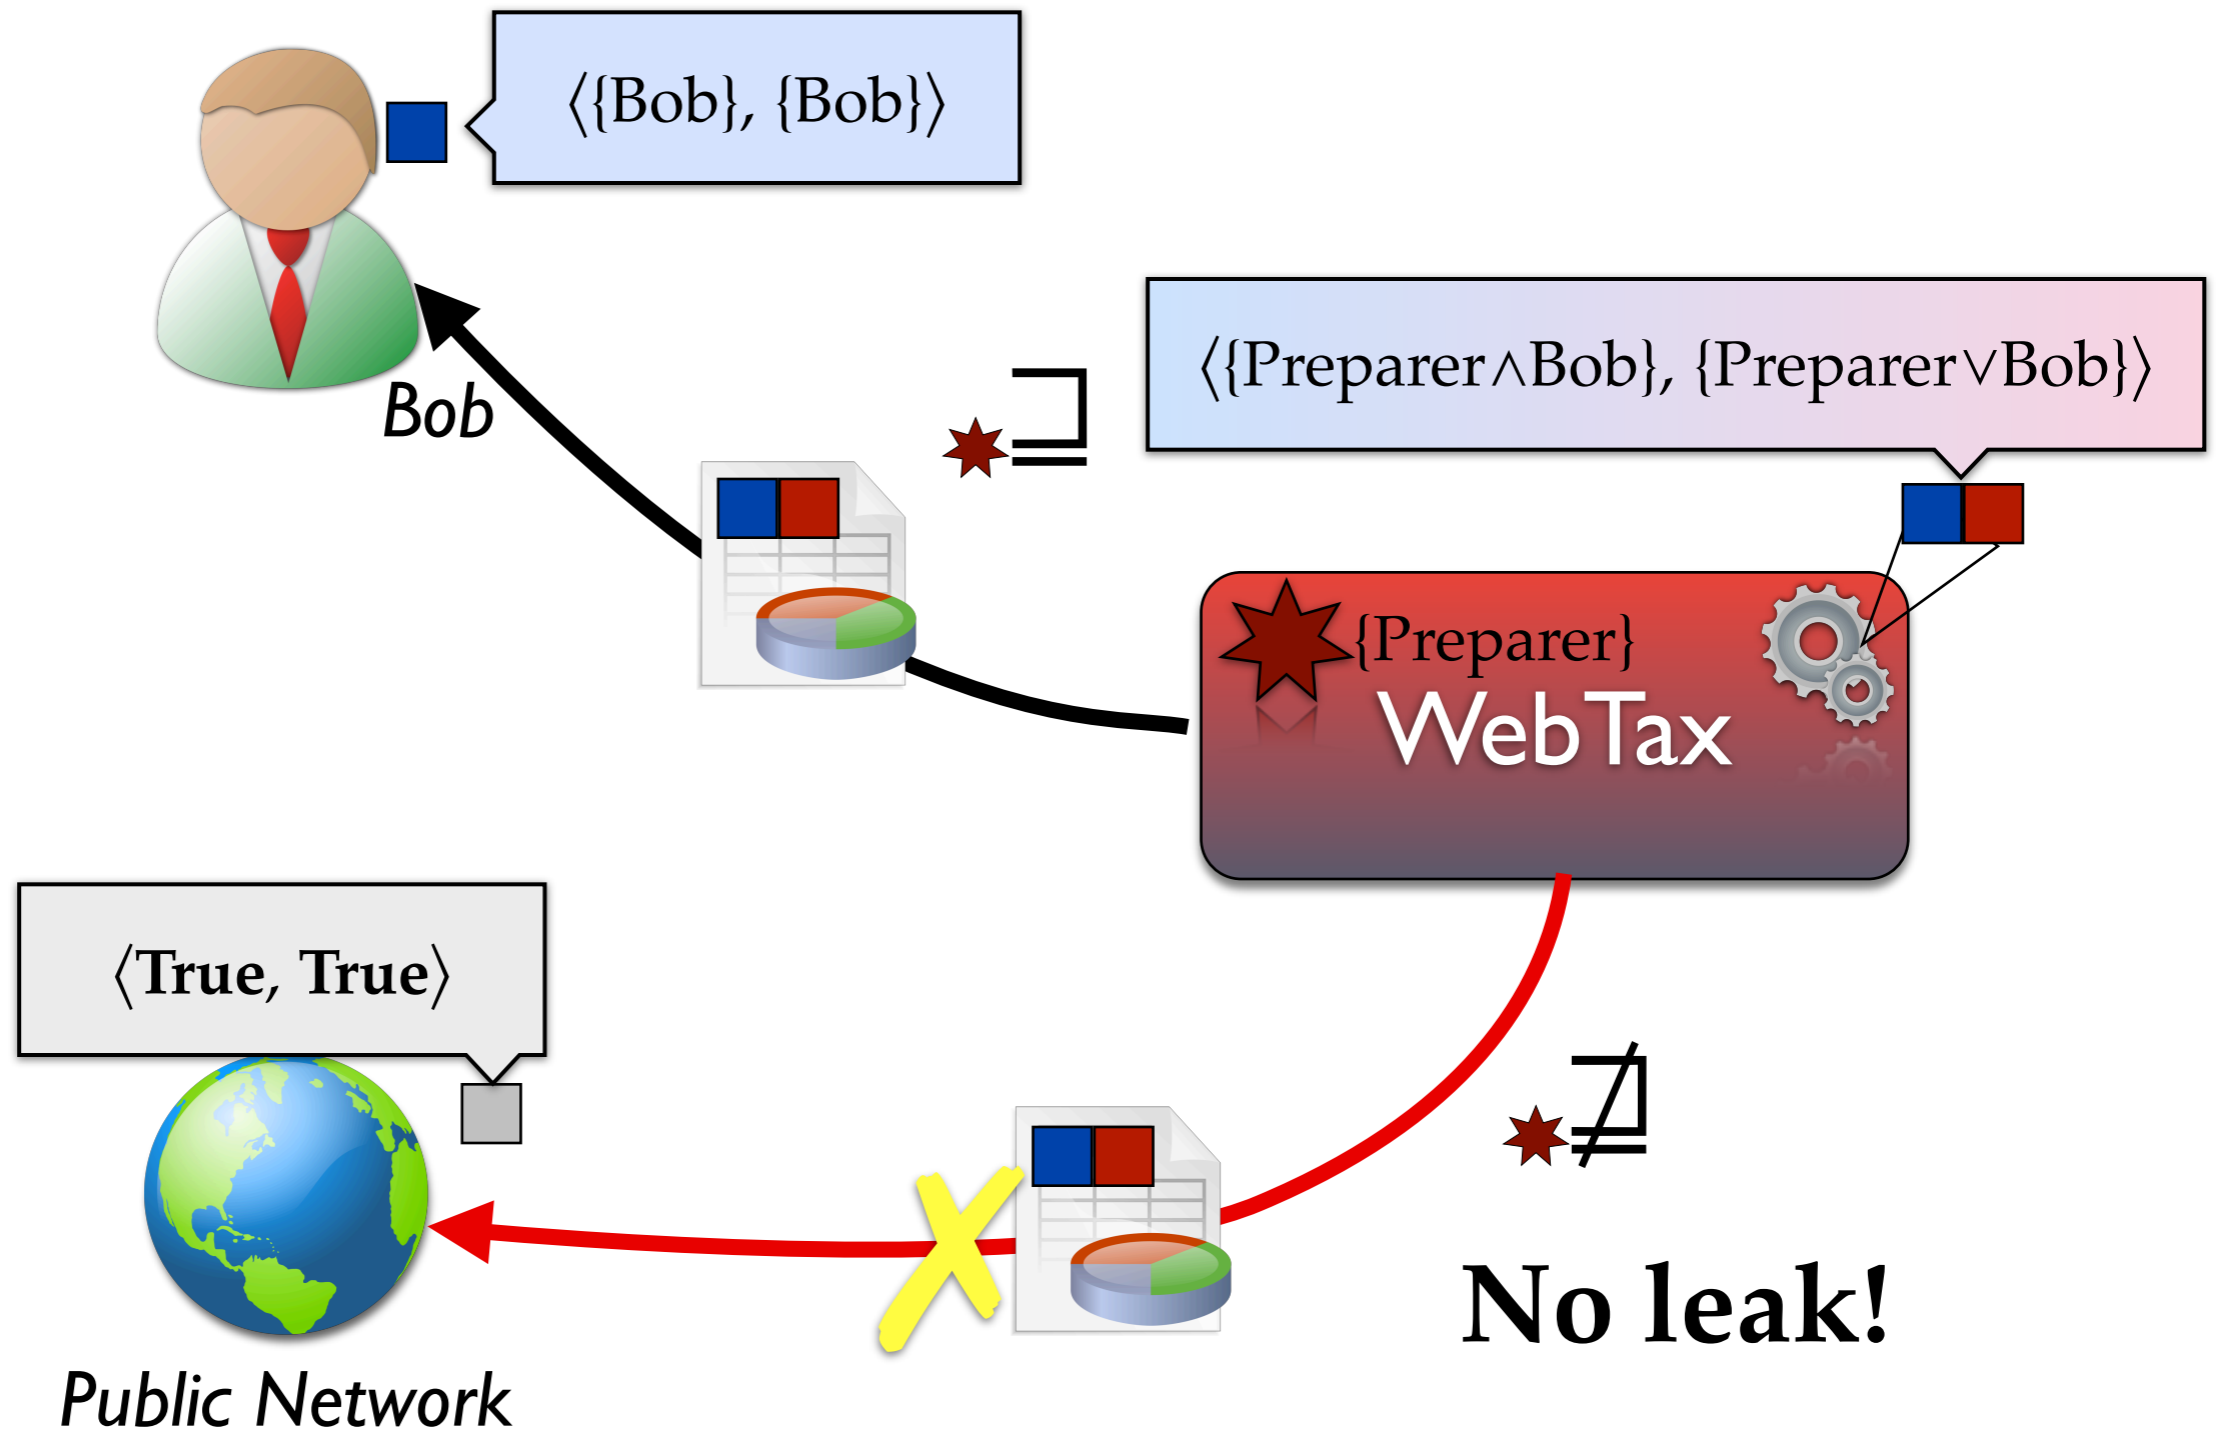 ⟨{Bob}, {Bob}⟩
Bob
⊒
⟨{Preparer∧Bob}, {Preparer∨Bob}⟩
{Preparer}
WebTax
⟨True, True⟩
⋣
No leak!
Public Network